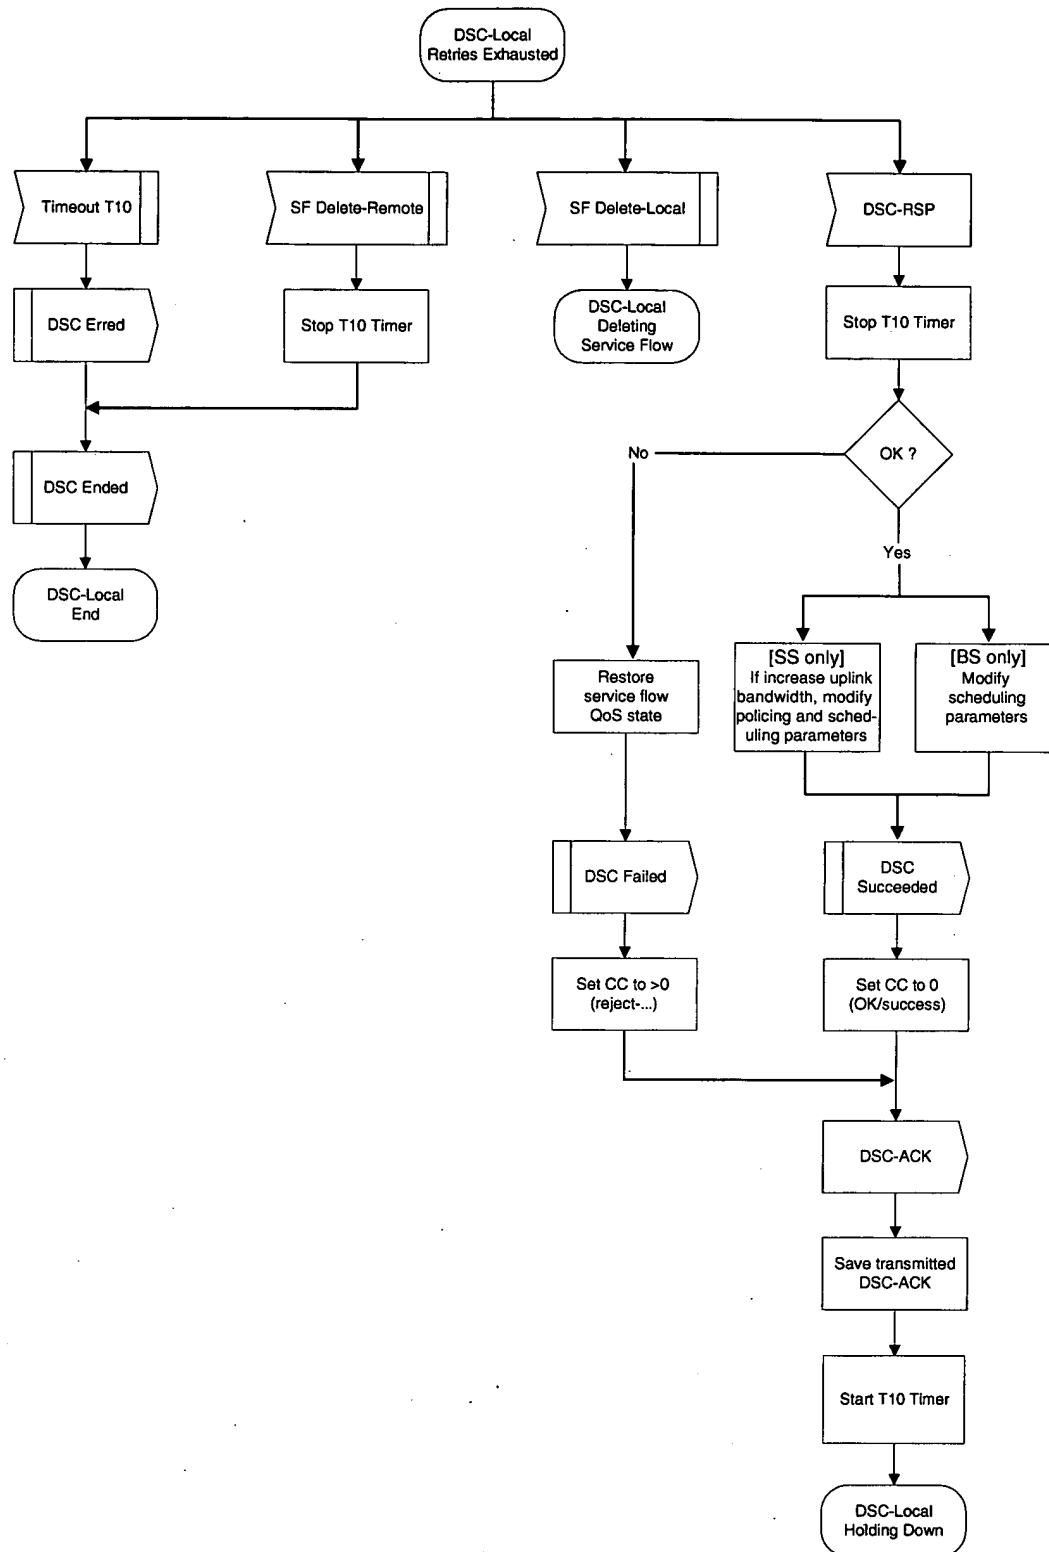 DSC-Local
Retries Exhausted
Timeout T10
SF Delete-Remote
SF Delete-Local
DSC-RSP
DSC Erred
Stop T10 Timer
DSC-Local
Deleting
Service Flow
Stop T10 Timer
OK ?
No
DSC Ended
Yes
DSC-Local
End
Restore
service flow
QoS state
[SS only]
If increase uplink
bandwidth, modify
policing and sched-
uling parameters
[BS only]
Modify
scheduling
parameters
DSC Failed
DSC
Succeeded
Set CC to >0
(reject-...)
Set CC to 0
(OK/success)
DSC-ACK
Save transmitted
DSC-ACK
Start T10 Timer
DSC-Local
Holding Down